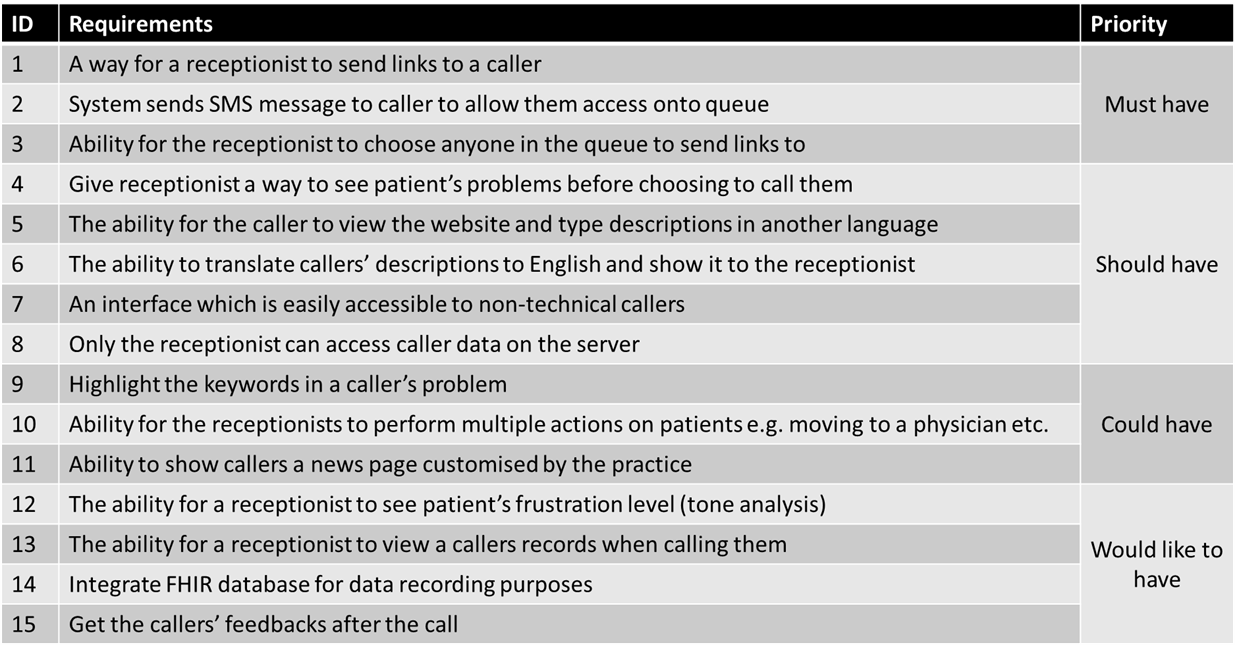 ID Requirements Priority
1 A way for a receptionist to send links to a caller
2 System sends SMS message to caller to allow them access onto queue
Must have
3 Ability for the receptionist to choose anyone in the queue to send links to
4 Give receptionist a way to see patient’s problems before choosing to call them
5 The ability for the caller to view the website and type descriptions in another language
6 The ability to translate callers’ descriptions to English and show it to the receptionist
Should have
7 An interface which is easily accessible to non-technical callers
8 Only the receptionist can access caller data on the server
9 Highlight the keywords in a caller’s problem
10 Ability for the receptionists to perform multiple actions on patients e.g. moving to a physician etc.
Could have
11 Ability to show callers a news page customised by the practice
12 The ability for a receptionist to see patient’s frustration level (tone analysis)
13 The ability for a receptionist to view a callers records when calling them
Would like to
have
14 Integrate FHIR database for data recording purposes
15 Get the callers’ feedbacks after the call